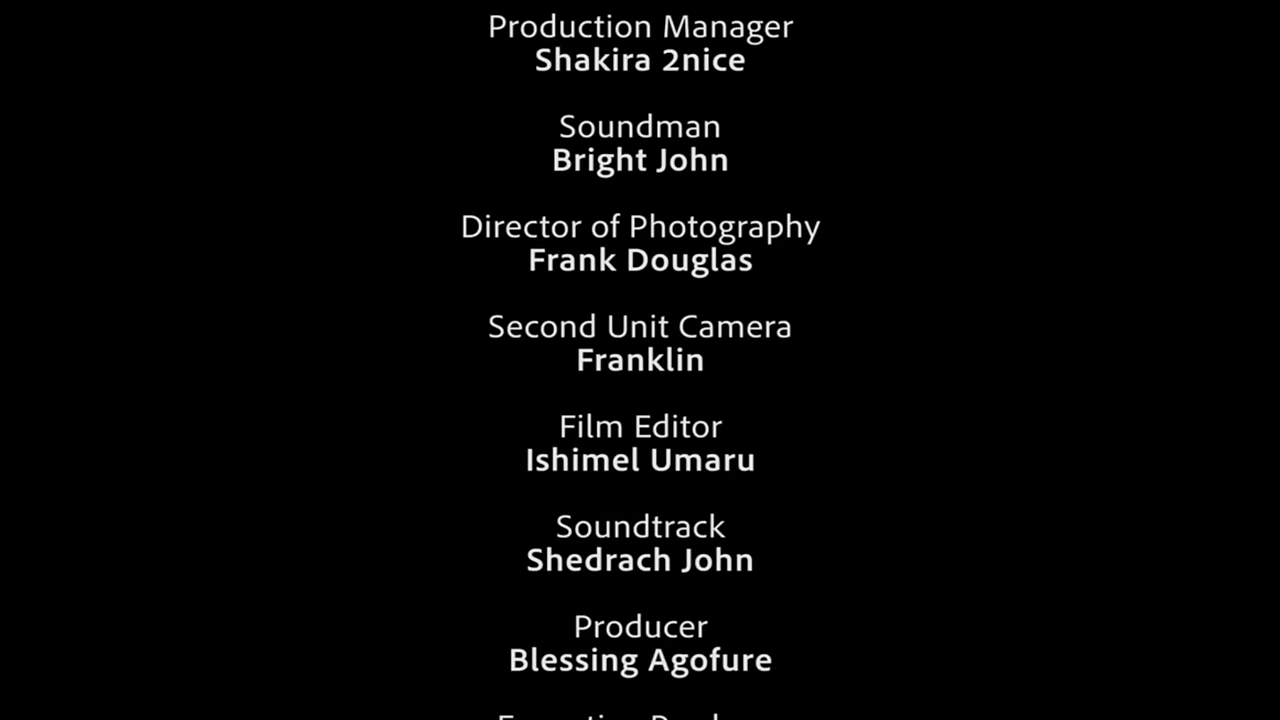 Production Manager
Shakira 2nice
Soundman
Bright John
Director of Photography
Frank Douglas
Second Unit Camera
Franklin
Film Editor
Ishimel Umaru
Soundtrack
Shedrach John
Producer
Blessing Agofure